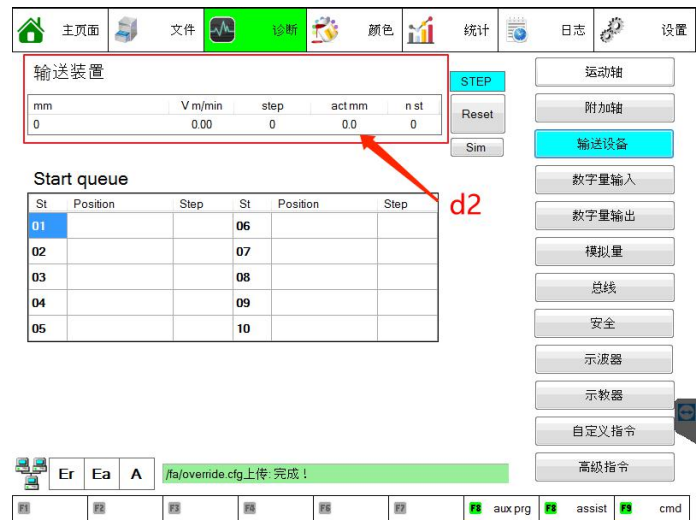 主页面 文件 诊断 颜色 统计 日志 设置
输送装置
mm V m/min step act mm n st
0 0.00 0 0.0 0
STEP
Reset
Sim
d2
Start queue
St Position Step St Position Step
01 06
02 07
03 08
04 09
05 10
运动轴
附加轴
输送设备
数字量输入
数字量输出
模拟量
总线
安全
示波器
示教器
自定义指令
高级指令
Er Ea A /fa/override.cfg上传: 完成！
F1 F2 F3 F4 F6 F7 F8 aux prg F8 assist F9 cmd